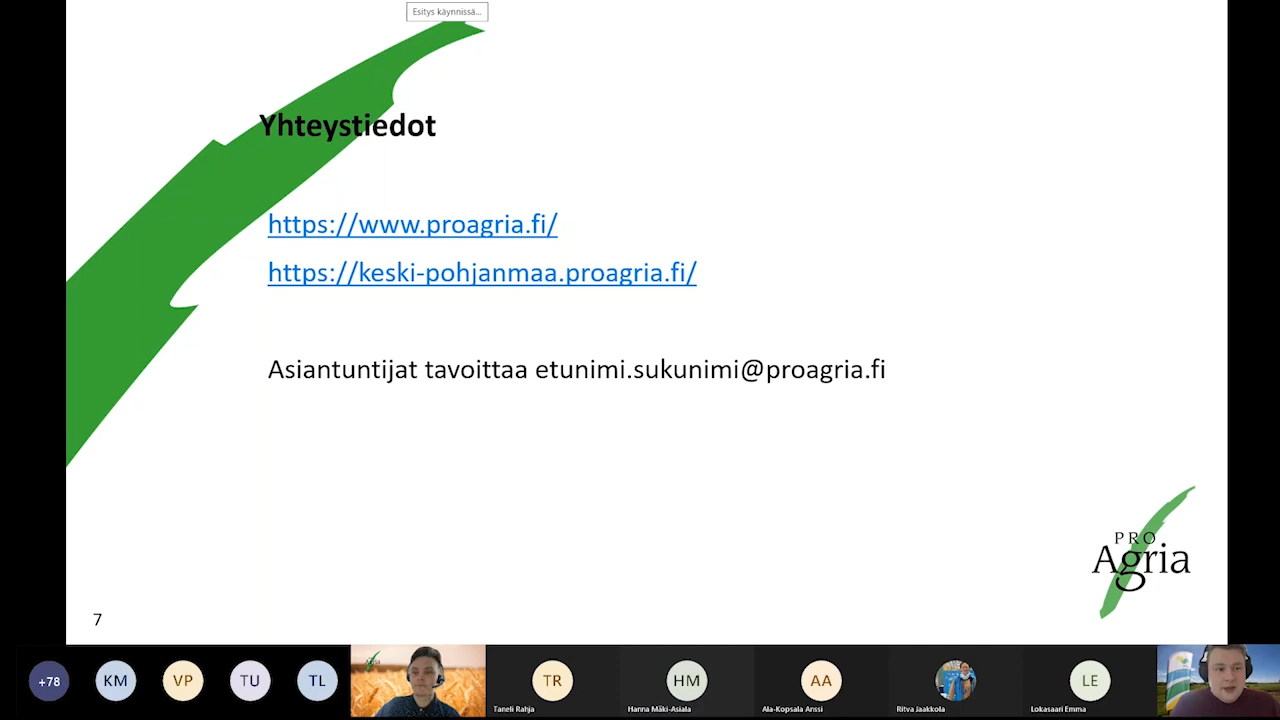 Esitys käynnissä...
Yhteystiedot
https://www.proagria.fi/
https://keski-pohjanmaa.proagria.fi/
Asiantuntijat tavoittaa etunimi.sukunimi@proagria.fi
PRO
Agria
7
+78
KM
VP
TU
TL
TR
HM
AA
LE
Taneli Rahja
Hanna Mäki-Asiala
Ala-Kopsala Anssi
Ritva Jaakkola
Lokasaari Emma